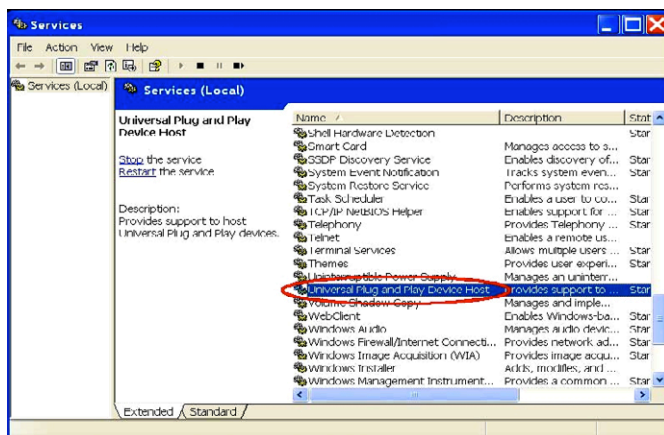 Services
File Action View Help
Services (Local)
Services (Local)
Universal Plug and Play
Device Host
Stop the service
Restart the service
Description:
Provides support to host
Universal Plug and Play devices.
Name Description Stat
Shell Hardware Detection Star
Smart Card Manages access to s...
SSDP Discovery Service Enables discovery of... Star
System Event Notification Tracks system even... Star
System Restore Service Performs system res...
Task Scheduler Enables a user to co... Star
TCP/IP NetBIOS Helper Enables support for ... Star
Telephony Provides Telephony ... Star
Telnet Enables a remote us...
Terminal Services Allows multiple users ... Star
Themes Provides user experi... Star
Uninterruptible Power Supply Manages an uninterr...
Universal Plug and Play Device Host Provides support to ... Star
Volume Shadow Copy Manages and imple...
WebClient Enables Windows-ba... Star
Windows Audio Manages audio devic... Star
Windows Firewall/Internet Connecti... Provides network ad... Star
Windows Image Acquisition (WIA) Provides image acqu... Star
Windows Installer Adds, modifies, and ...
Windows Management Instrument... Provides a common ... Star
Extended Standard